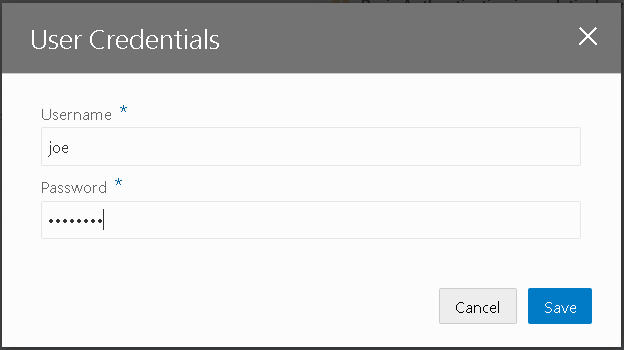 User Credentials
Username *
joe
Password *
••••••••
Cancel Save